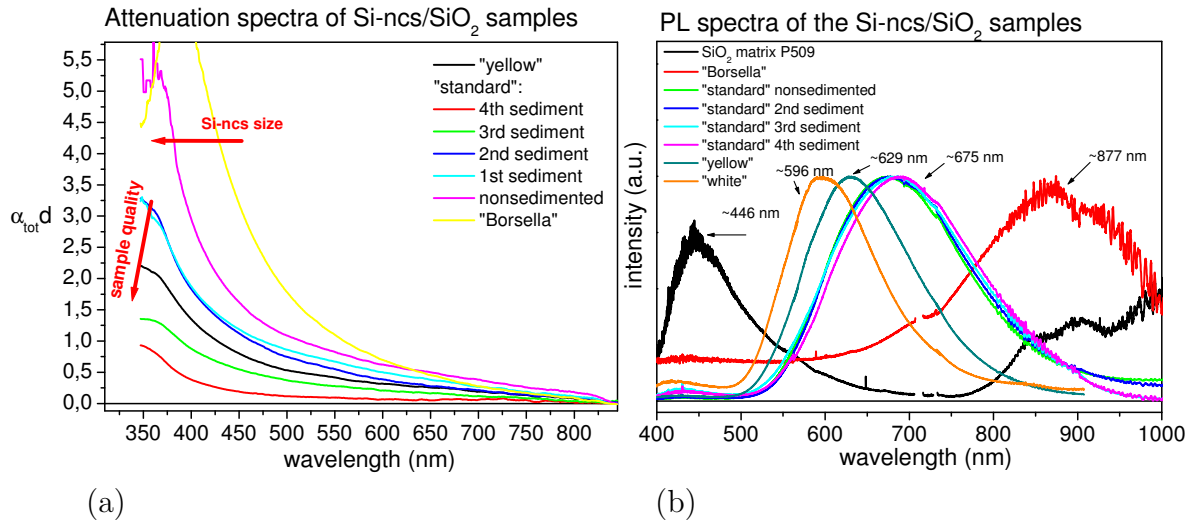 Attenuation spectra of Si-ncs/SiO2 samples
5,5
5,0
4,5
4,0
3,5
3,0
2,5
2,0
1,5
1,0
0,5
0,0
αtotd
350 400 450 500 550 600 650 700 750 800
wavelength (nm)
Si-ncs size
sample quality
"yellow"
"standard":
4th sediment
3rd sediment
2nd sediment
1st sediment
nonsedimented
"Borsella"
(a)
PL spectra of the Si-ncs/SiO2 samples
SiO2 matrix P509
"Borsella"
"standard" nonsedimented
"standard" 2nd sediment
"standard" 3rd sediment
"standard" 4th sediment
"yellow"
"white"
~446 nm
~596 nm
~629 nm
~675 nm
~877 nm
intensity (a.u.)
400 500 600 700 800 900 1000
wavelength (nm)
(b)